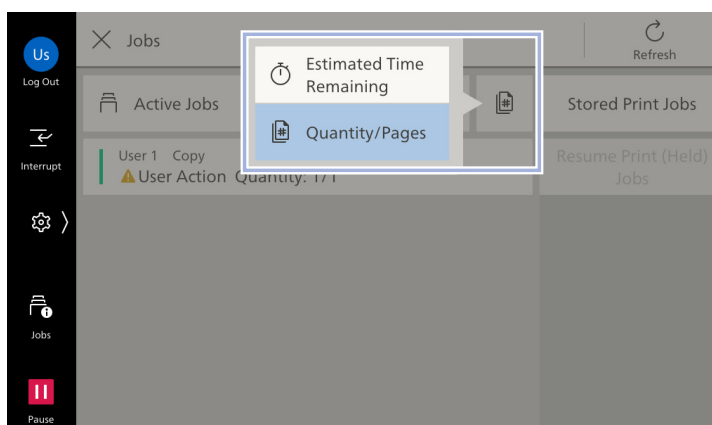 Us
Log Out
Interrupt
Jobs
Pause
Jobs
Refresh
Active Jobs
Estimated Time
Remaining
Quantity/Pages
#
#
Stored Print Jobs
User 1 Copy
User Action Quantity: 1/1
Resume Print (Held)
Jobs